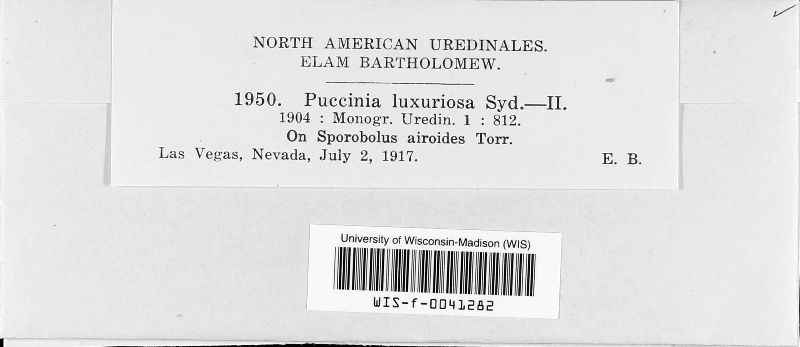 NORTH AMERICAN UREDINALES.
ELAM BARTHOLOMEW.
1950. Puccinia luxuriosa Syd.—II.
1904 : Monogr. Uredin. 1 : 812.
On Sporobolus airoides Torr.
Las Vegas, Nevada, July 2, 1917. E. B.
University of Wisconsin-Madison (WIS)
WIS-f-0041282